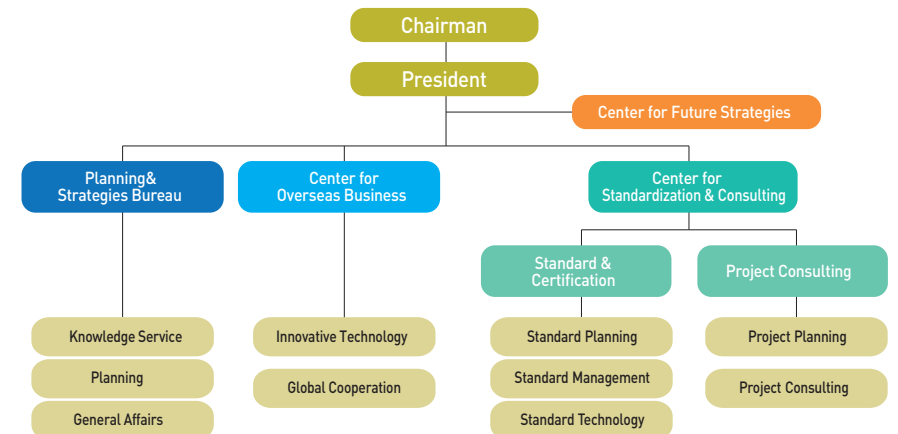 Chairman
President
Center for Future Strategies
Planning&
Strategies Bureau
Center for
Overseas Business
Center for
Standardization & Consulting
Standard &
Certification
Project Consulting
Knowledge Service
Planning
General Affairs
Innovative Technology
Global Cooperation
Standard Planning
Standard Management
Standard Technology
Project Planning
Project Consulting